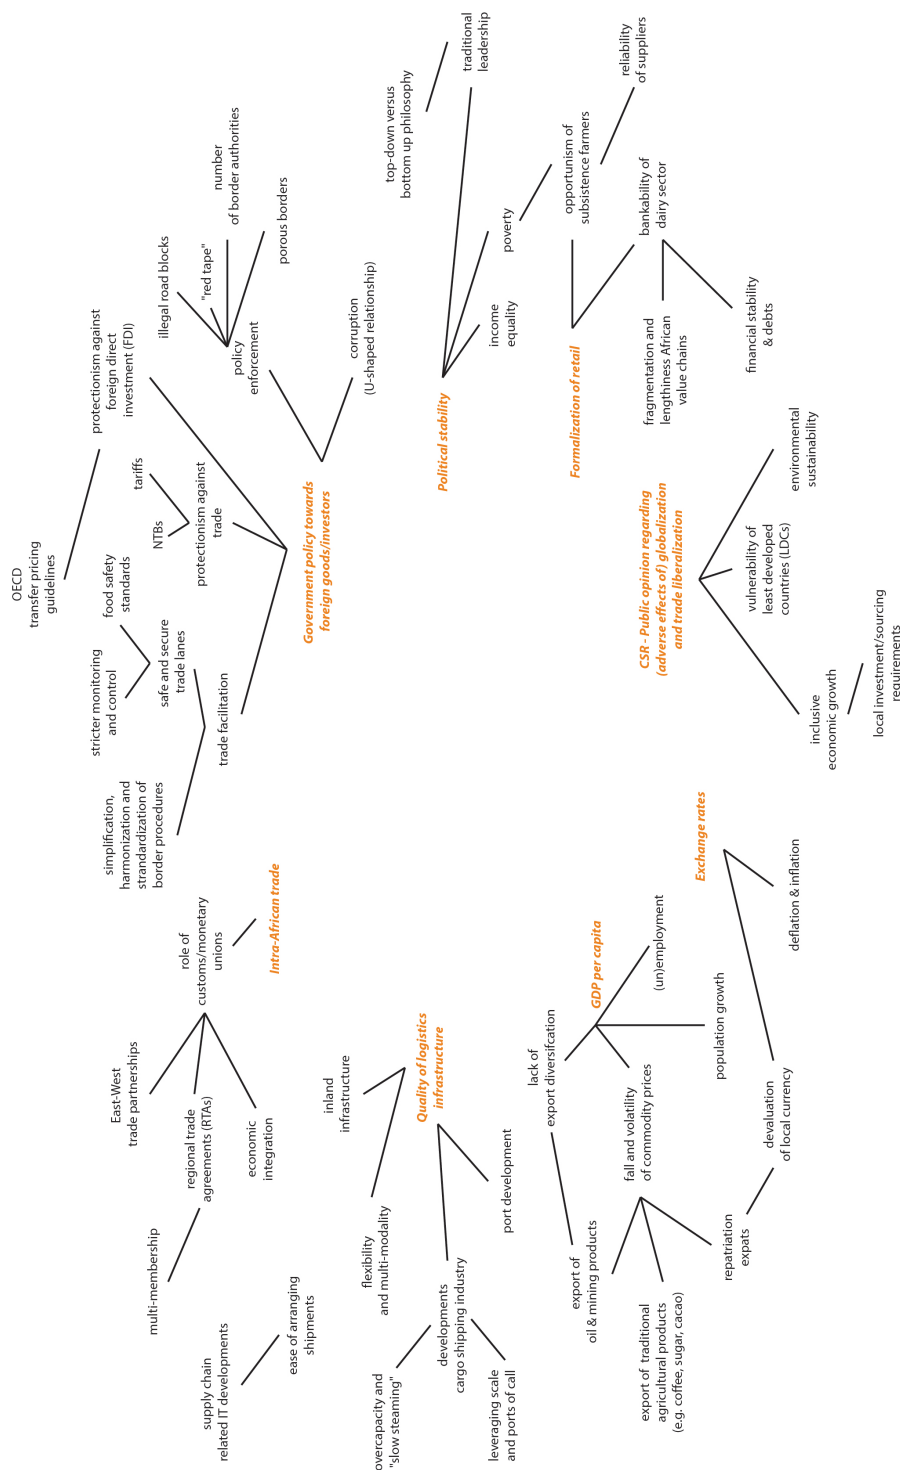 OECD
transfer pricing
guidelines
protectionism against
foreign direct
investment (FDI)
stricter monitoring
and control
food safety
standards
simplification,
harmonization and
strandardization of
border procedures
East-West
trade partnerships
tariffs
NTBs
multi-membership
illegal road blocks
safe and secure
trade lanes
role of
customs/monetary
unions
regional trade
agreements (RTAs)
protectionism against
trade
"red tape"
supply chain
related IT developments
number
of border authorities
trade facilitation
policy
enforcement
economic
integration
Intra-African trade
porous borders
ease of arranging
shipments
Government policy towards
foreign goods/investors
inland
infrastructure
corruption
(U-shaped relationship)
flexibility
and multi-modality
overcapacity and
"slow steaming"
top-down versus
bottom up philosophy
Quality of logistics
infrastructure
developments
cargo shipping industry
Political stability
traditional
leadership
leveraging scale
and ports of call
port development
income
equality
poverty
lack of
export diversifcation
opportunism of
subsistence farmers
export of
oil & mining products
Formalization of retail
GDP per capita
reliability
of suppliers
fall and volatility
of commodity prices
export of traditional
agricultural products
(e.g. coffee, sugar, cacao)
(un)employment
CSR - Public opinion regarding
(adverse effects of) globalization
and trade liberalization
fragmentation and
lengthiness African
value chains
bankability of
dairy sector
Exchange rates
population growth
repatriation
expats
vulnerability of
least developed
countries (LDCs)
financial stability
& debts
devaluation
of local currency
deflation & inflation
environmental
sustainability
inclusive
economic growth
local investment/sourcing
requirements